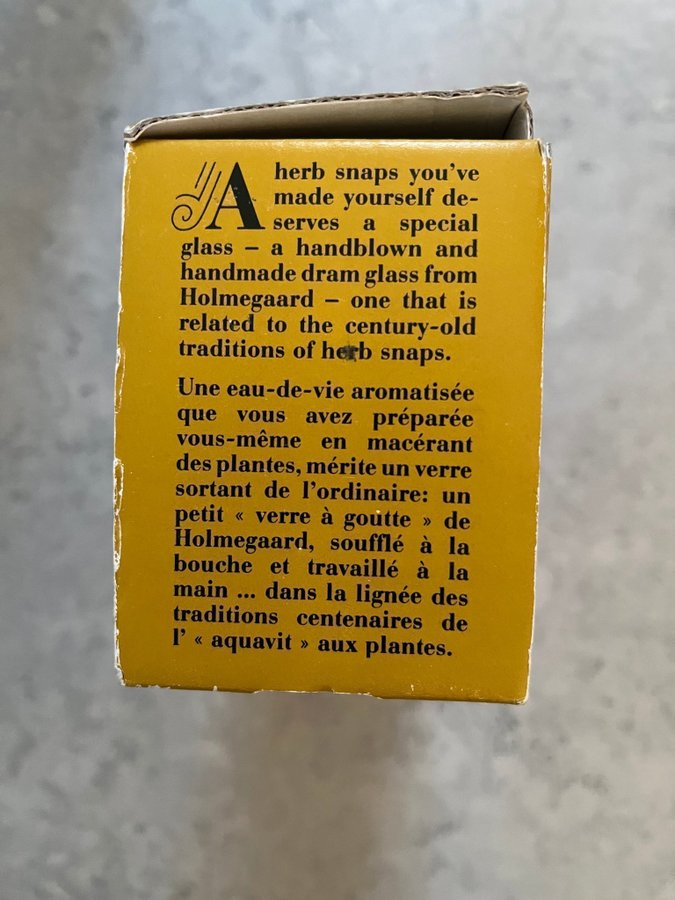 A herb snaps you've
made yourself de-
serves a special
glass – a handblown and
handmade dram glass from
Holmegaard – one that is
related to the century-old
traditions of herb snaps.
Une eau-de-vie aromatisée
que vous avez préparée
vous-même en macérant
des plantes, mérite un verre
sortant de l'ordinaire: un
petit « verre à goutte » de
Holmegaard, soufflé à la
bouche et travaillé à la
main ... dans la lignée des
traditions centenaires de
l' « aquavit » aux plantes.